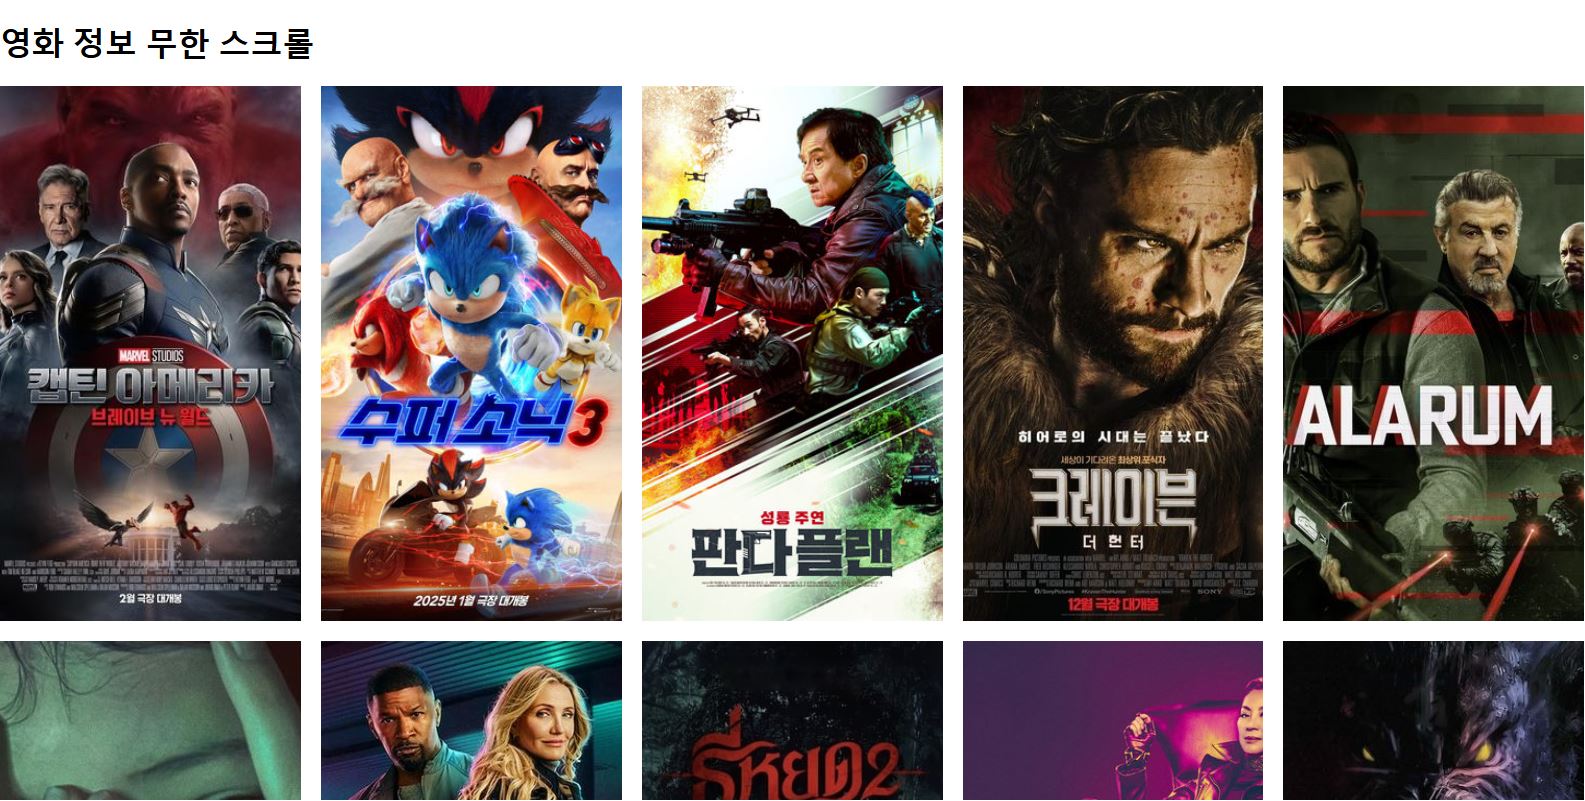 영화 정보 무한 스크롤
MARVEL STUDIOS
캡틴 아메리카
브레이브 뉴 월드
2월 극장 대개봉
수퍼 소닉3
2025년 1월 극장 대개봉
성룡 주연
판다플랜
히어로의 시대는 끝났다
세상이 기다려온 최상위 포식자
크레이븐
더 헌터
12월 극장 대개봉
SONY
ALARUM
ธี่หยด2